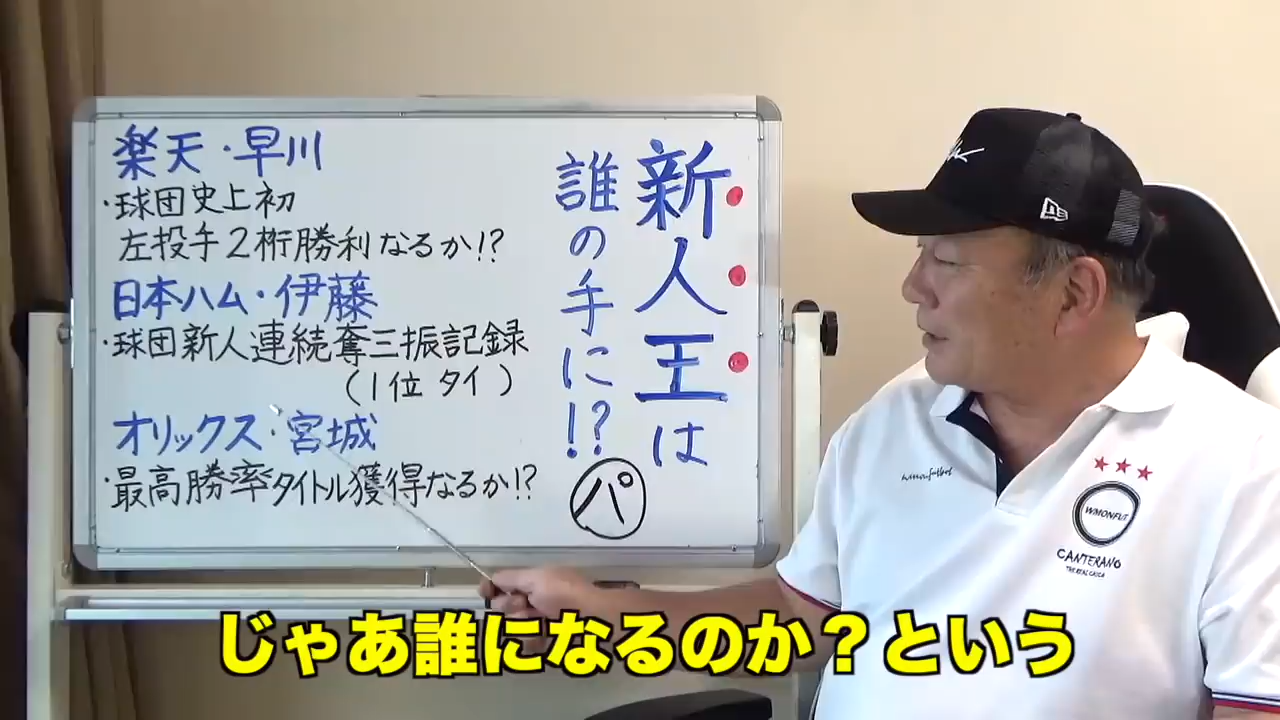 新人王は
誰の手に!?
パ
楽天・早川
・球団史上初
左投手2桁勝利なるか!?
日本ハム・伊藤
・球団新人連続奪三振記録
(1位タイ)
オリックス・宮城
・最高勝率タイトル獲得なるか!?
WMONFUT
CANTERANO
THE REAL CASCA
じゃあ誰になるのか？という